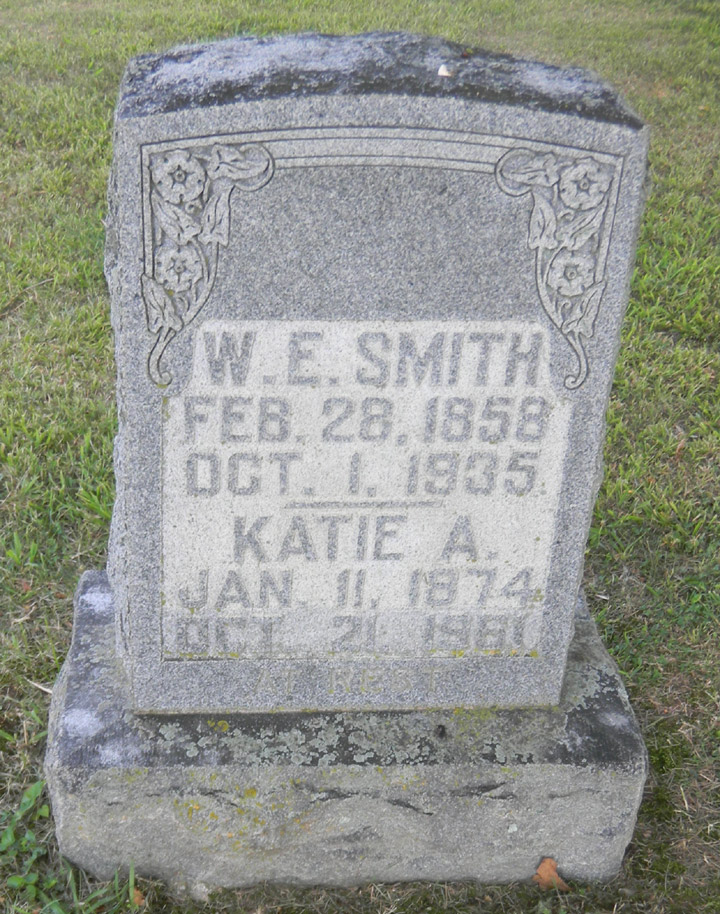 W. E. SMITH
FEB. 28, 1858
OCT. 1, 1935.
KATIE A.
JAN. 11, 1874
OCT. 21,
AT REST